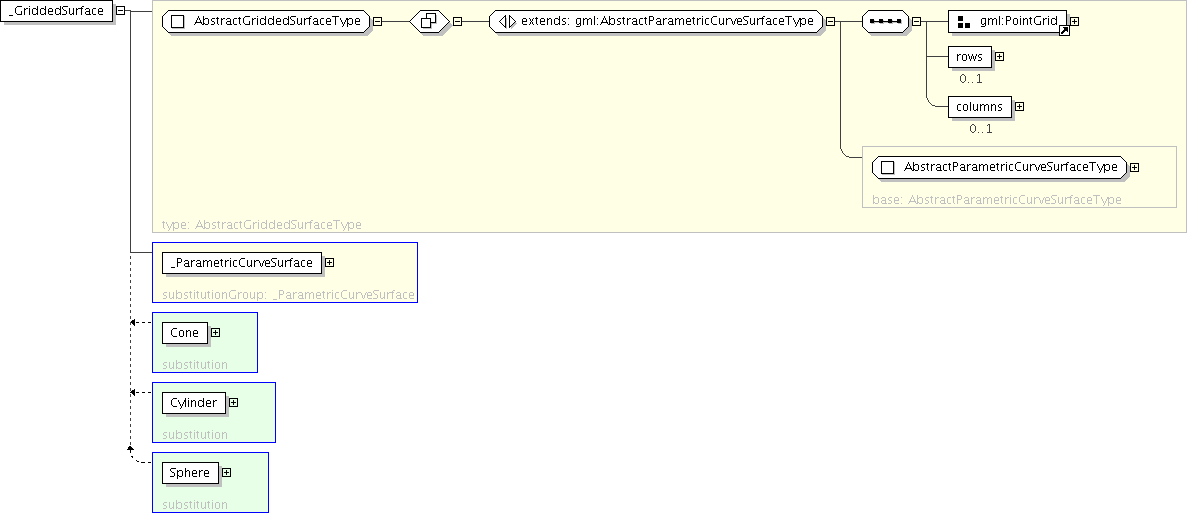 _GriddedSurface
AbstractGriddedSurfaceType
extends: gml:AbstractParametricCurveSurfaceType
gml:PointGrid
rows
0..1
columns
0..1
AbstractParametricCurveSurfaceType
base: AbstractParametricCurveSurfaceType
type: AbstractGriddedSurfaceType
_ParametricCurveSurface
substitutionGroup: _ParametricCurveSurface
Cone
substitution
Cylinder
substitution
Sphere
substitution